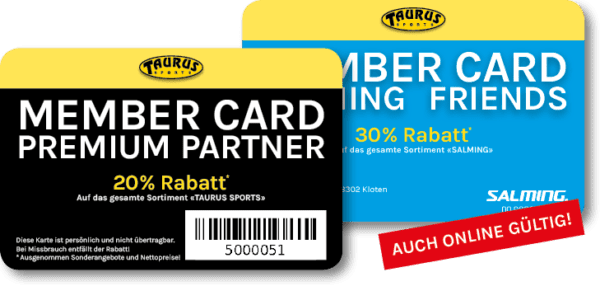 TAURUS
SPORTS
MEMBER CARD
PREMIUM PARTNER
20% Rabatt*
Auf das gesamte Sortiment «TAURUS SPORTS»
Diese Karte ist persönlich und nicht übertragbar.
Bei Missbrauch entfällt der Rabatt!
* Ausgenommen Sonderangebote und Nettopreise!
5000051
TAURUS
SPORTS
MBER CARD
ING FRIENDS
30% Rabatt*
das gesamte Sortiment «SALMING»
8302 Kloten
SALMING.
AUCH ONLINE GÜLTIG!